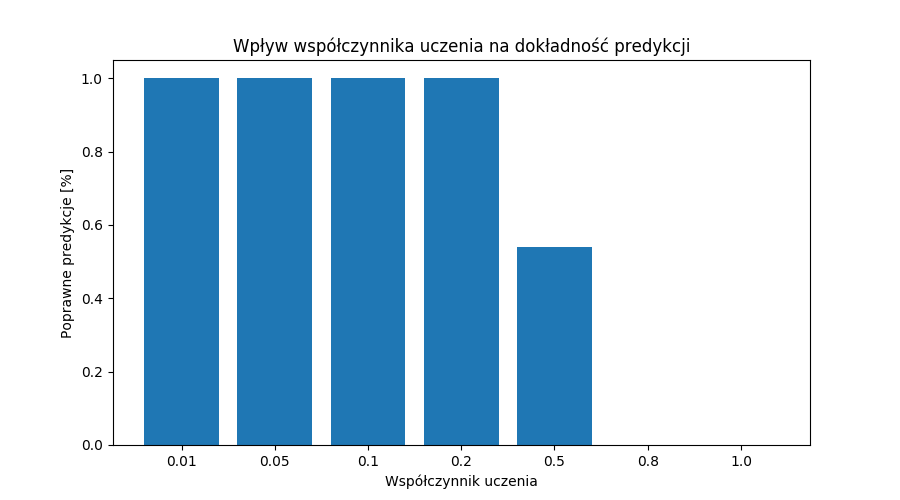 Wpływ współczynnika uczenia na dokładność predykcji
Poprawne predykcje [%]
1.0
0.8
0.6
0.4
0.2
0.0
0.01 0.05 0.1 0.2 0.5 0.8 1.0
Współczynnik uczenia